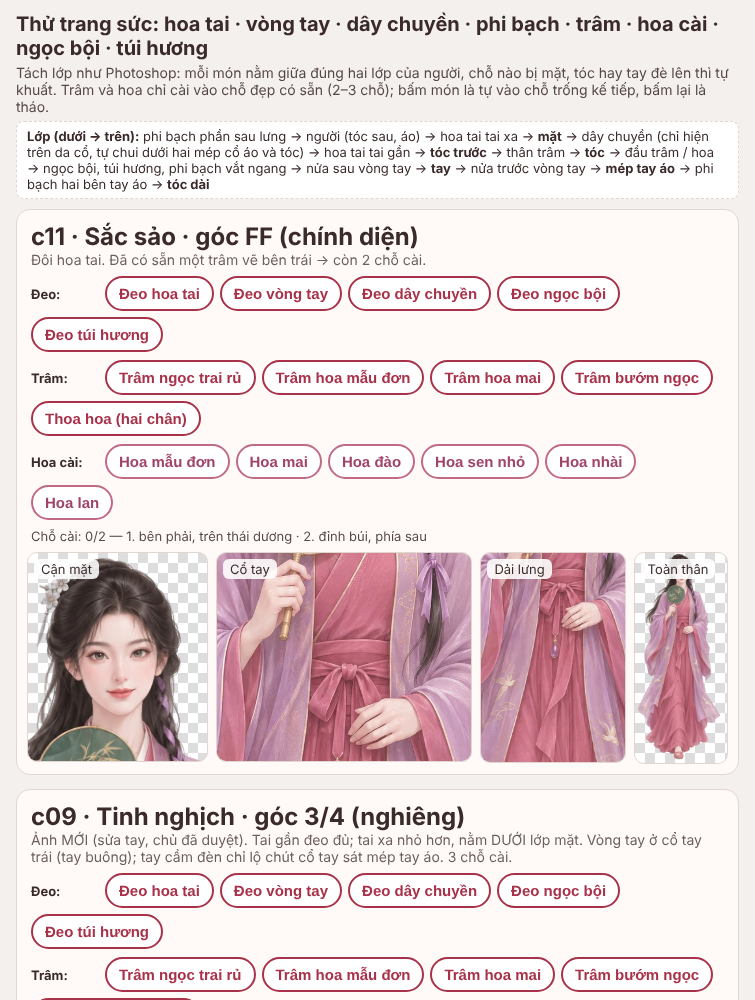 Thử trang sức: hoa tai · vòng tay · dây chuyền · phi bạch · trâm · hoa cài ·
ngọc bội · túi hương
Tách lớp như Photoshop: mỗi món nằm giữa đúng hai lớp của người, chỗ nào bị mặt, tóc hay tay đè lên thì tự
khuất. Trâm và hoa chỉ cài vào chỗ đẹp có sẵn (2–3 chỗ); bấm món là tự vào chỗ trống kế tiếp, bấm lại là
tháo.
Lớp (dưới → trên): phi bạch phần sau lưng → người (tóc sau, áo) → hoa tai tai xa → mặt → dây chuyền (chỉ hiện
trên da cổ, tự chui dưới hai mép cổ áo và tóc) → hoa tai tai gần → tóc trước → thân trâm → tóc → đầu trâm / hoa
→ ngọc bội, túi hương, phi bạch vắt ngang → nửa sau vòng tay → tay → nửa trước vòng tay → mép tay áo → phi
bạch hai bên tay áo → tóc dài
c11 · Sắc sảo · góc FF (chính diện)
Đôi hoa tai. Đã có sẵn một trâm vẽ bên trái → còn 2 chỗ cài.
Đeo: Đeo hoa tai Đeo vòng tay Đeo dây chuyền Đeo ngọc bội
Đeo túi hương
Trâm: Trâm ngọc trai rủ Trâm hoa mẫu đơn Trâm hoa mai Trâm bướm ngọc
Thoa hoa (hai chân)
Hoa cài: Hoa mẫu đơn Hoa mai Hoa đào Hoa sen nhỏ Hoa nhài
Hoa lan
Chỗ cài: 0/2 — 1. bên phải, trên thái dương · 2. đỉnh búi, phía sau
Cận mặt Cổ tay Dải lưng Toàn thân
c09 · Tinh nghịch · góc 3/4 (nghiêng)
Ảnh MỚI (sửa tay, chủ đã duyệt). Tai gần đeo đủ; tai xa nhỏ hơn, nằm DƯỚI lớp mặt. Vòng tay ở cổ tay
trái (tay buông); tay cầm đèn chỉ lộ chút cổ tay sát mép tay áo. 3 chỗ cài.
Đeo: Đeo hoa tai Đeo vòng tay Đeo dây chuyền Đeo ngọc bội
Đeo túi hương
Trâm: Trâm ngọc trai rủ Trâm hoa mẫu đơn Trâm hoa mai Trâm bướm ngọc